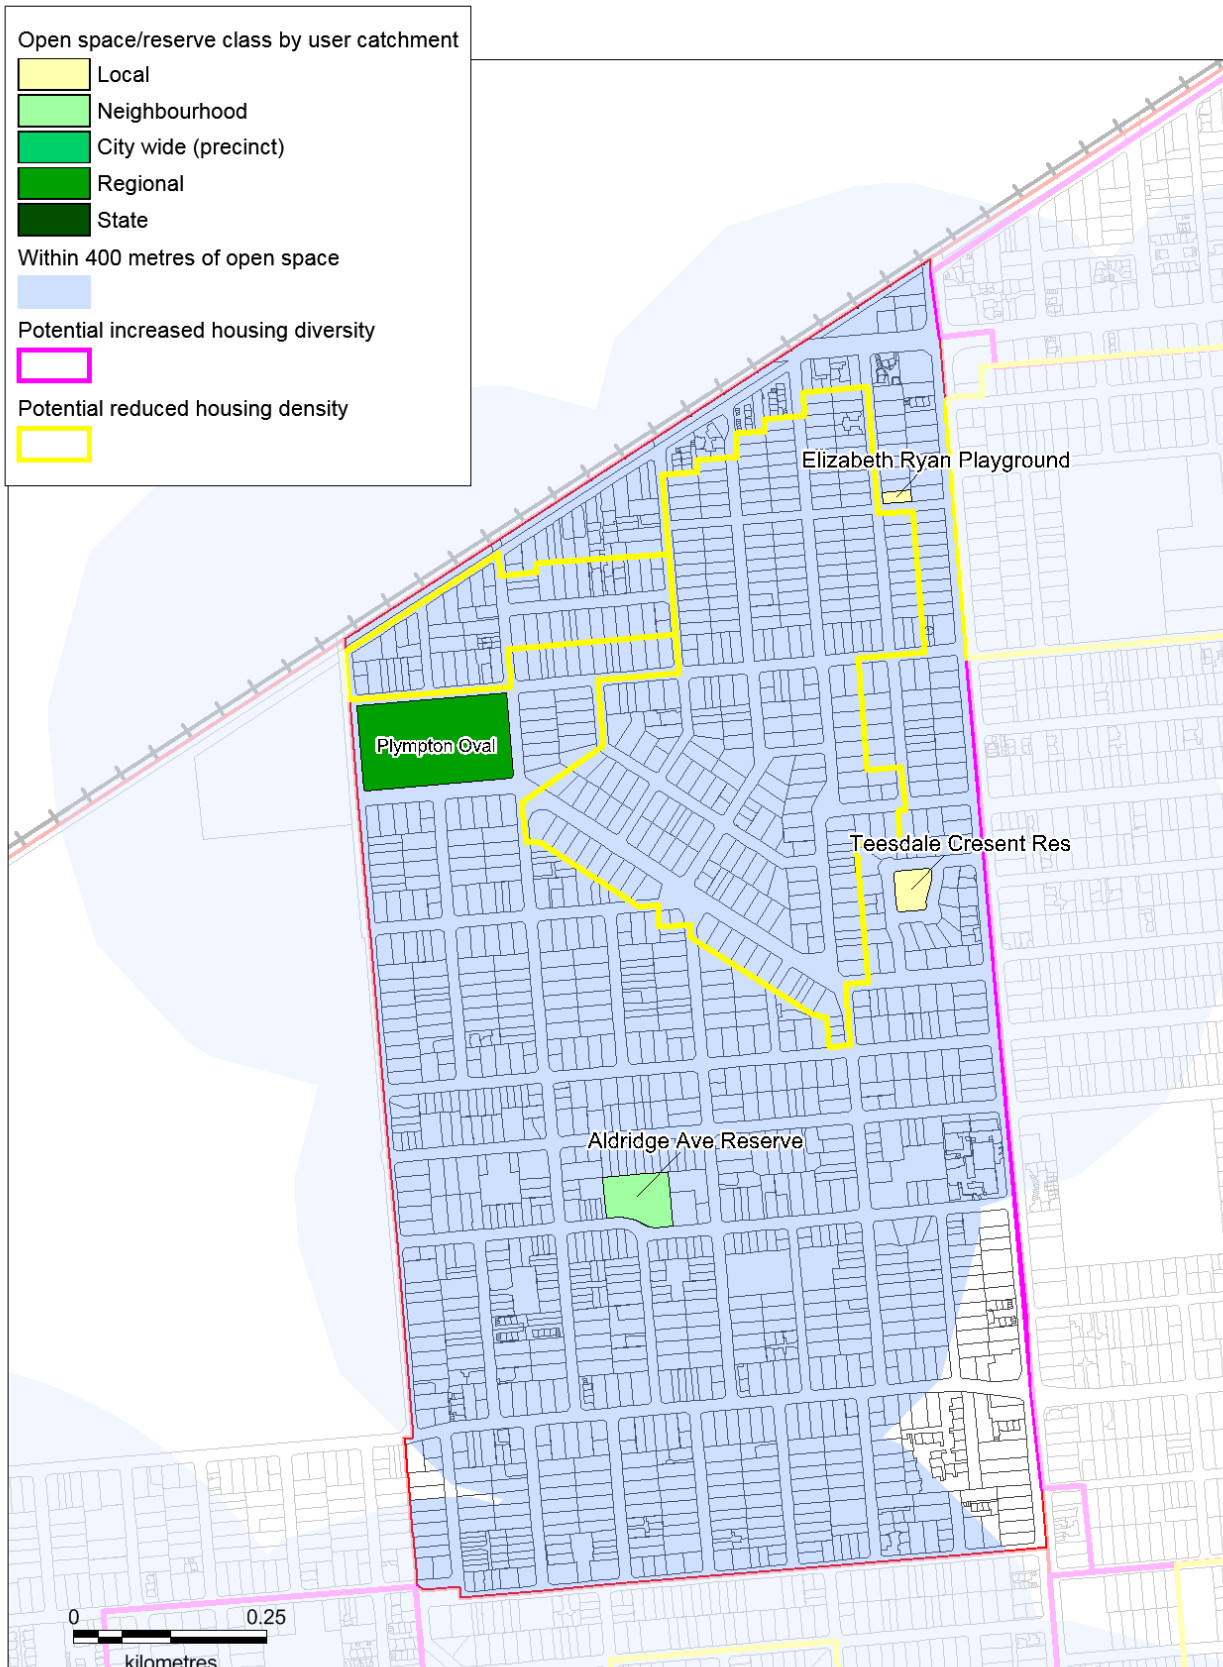 Open space/reserve class by user catchment
Local
Neighbourhood
City wide (precinct)
Regional
State
Within 400 metres of open space
Potential increased housing diversity
Potential reduced housing density
Elizabeth Ryan Playground
Plympton Oval
Teesdale Cresent Res
Aldridge Ave Reserve
0 0.25
kilometres